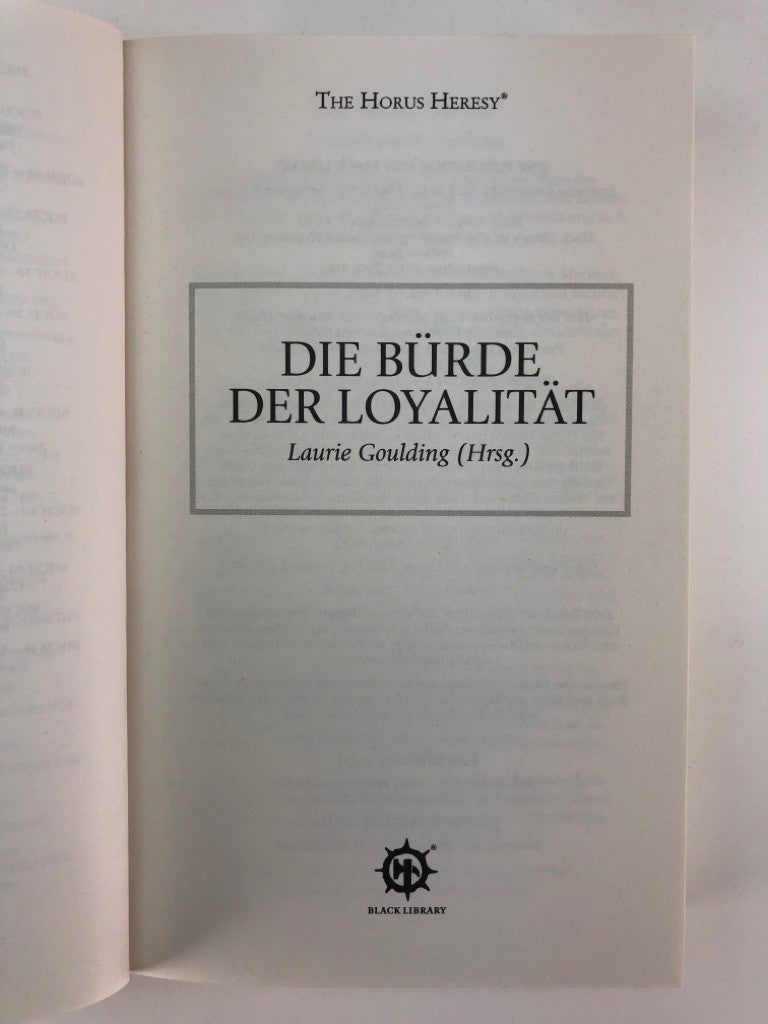 THE HORUS HERESY®
DIE BÜRDE
DER LOYALITÄT
Laurie Goulding (Hrsg.)
®
BLACK LIBRARY